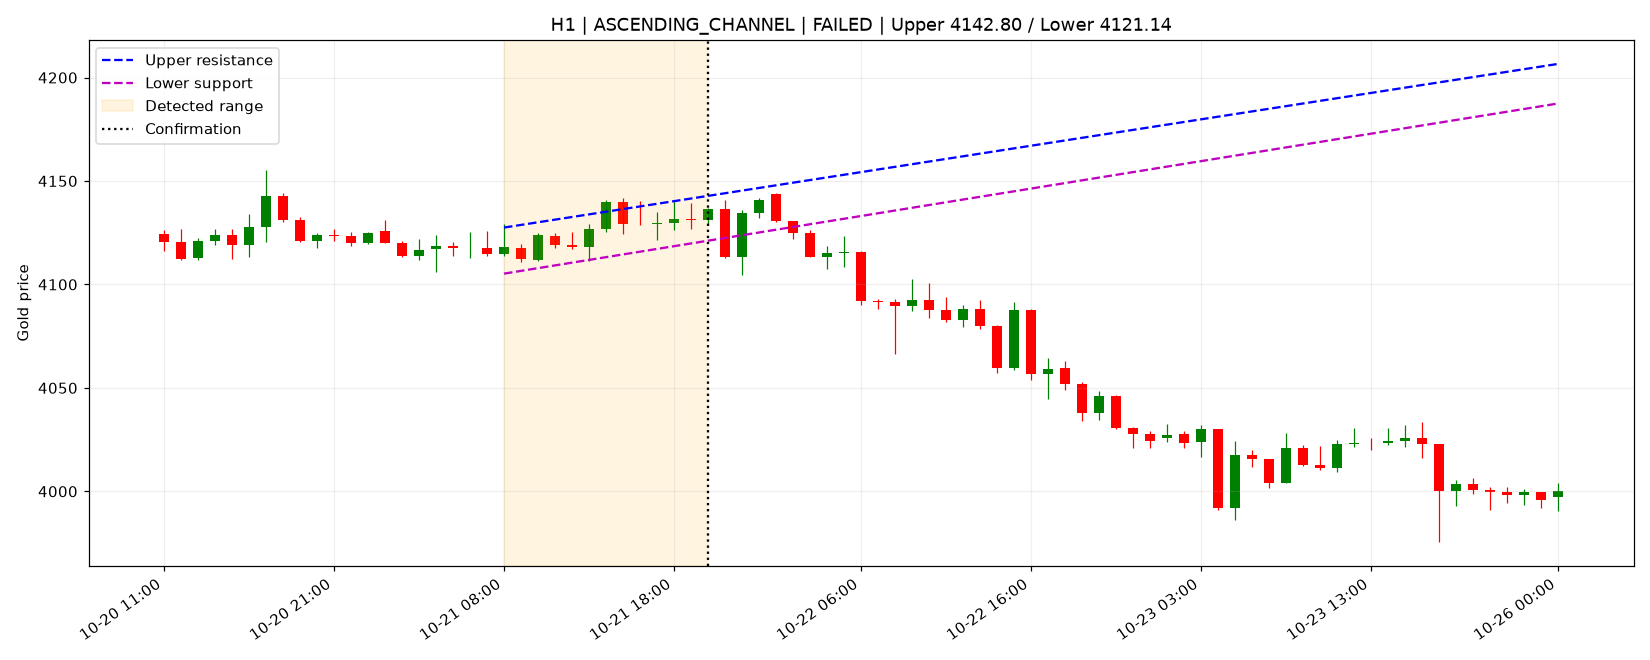 H1 | ASCENDING_CHANNEL | FAILED | Upper 4142.80 / Lower 4121.14
Upper resistance
Lower support
Detected range
Confirmation
Gold price
4200
4150
4100
4050
4000
10-20 11:00
10-20 21:00
10-21 08:00
10-21 18:00
10-22 06:00
10-22 16:00
10-23 03:00
10-23 13:00
10-26 00:00